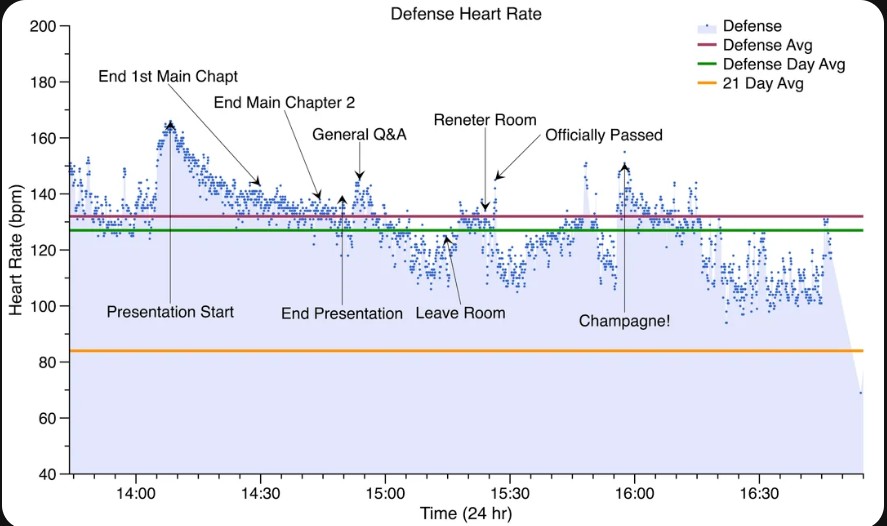 Defense Heart Rate
200
180
160
140
120
100
80
60
40
Heart Rate (bpm)
Defense
Defense Avg
Defense Day Avg
21 Day Avg
End 1st Main Chapt
End Main Chapter 2
General Q&A
Reneter Room
Officially Passed
Presentation Start
End Presentation
Leave Room
Champagne!
14:00
14:30
15:00
15:30
16:00
16:30
Time (24 hr)